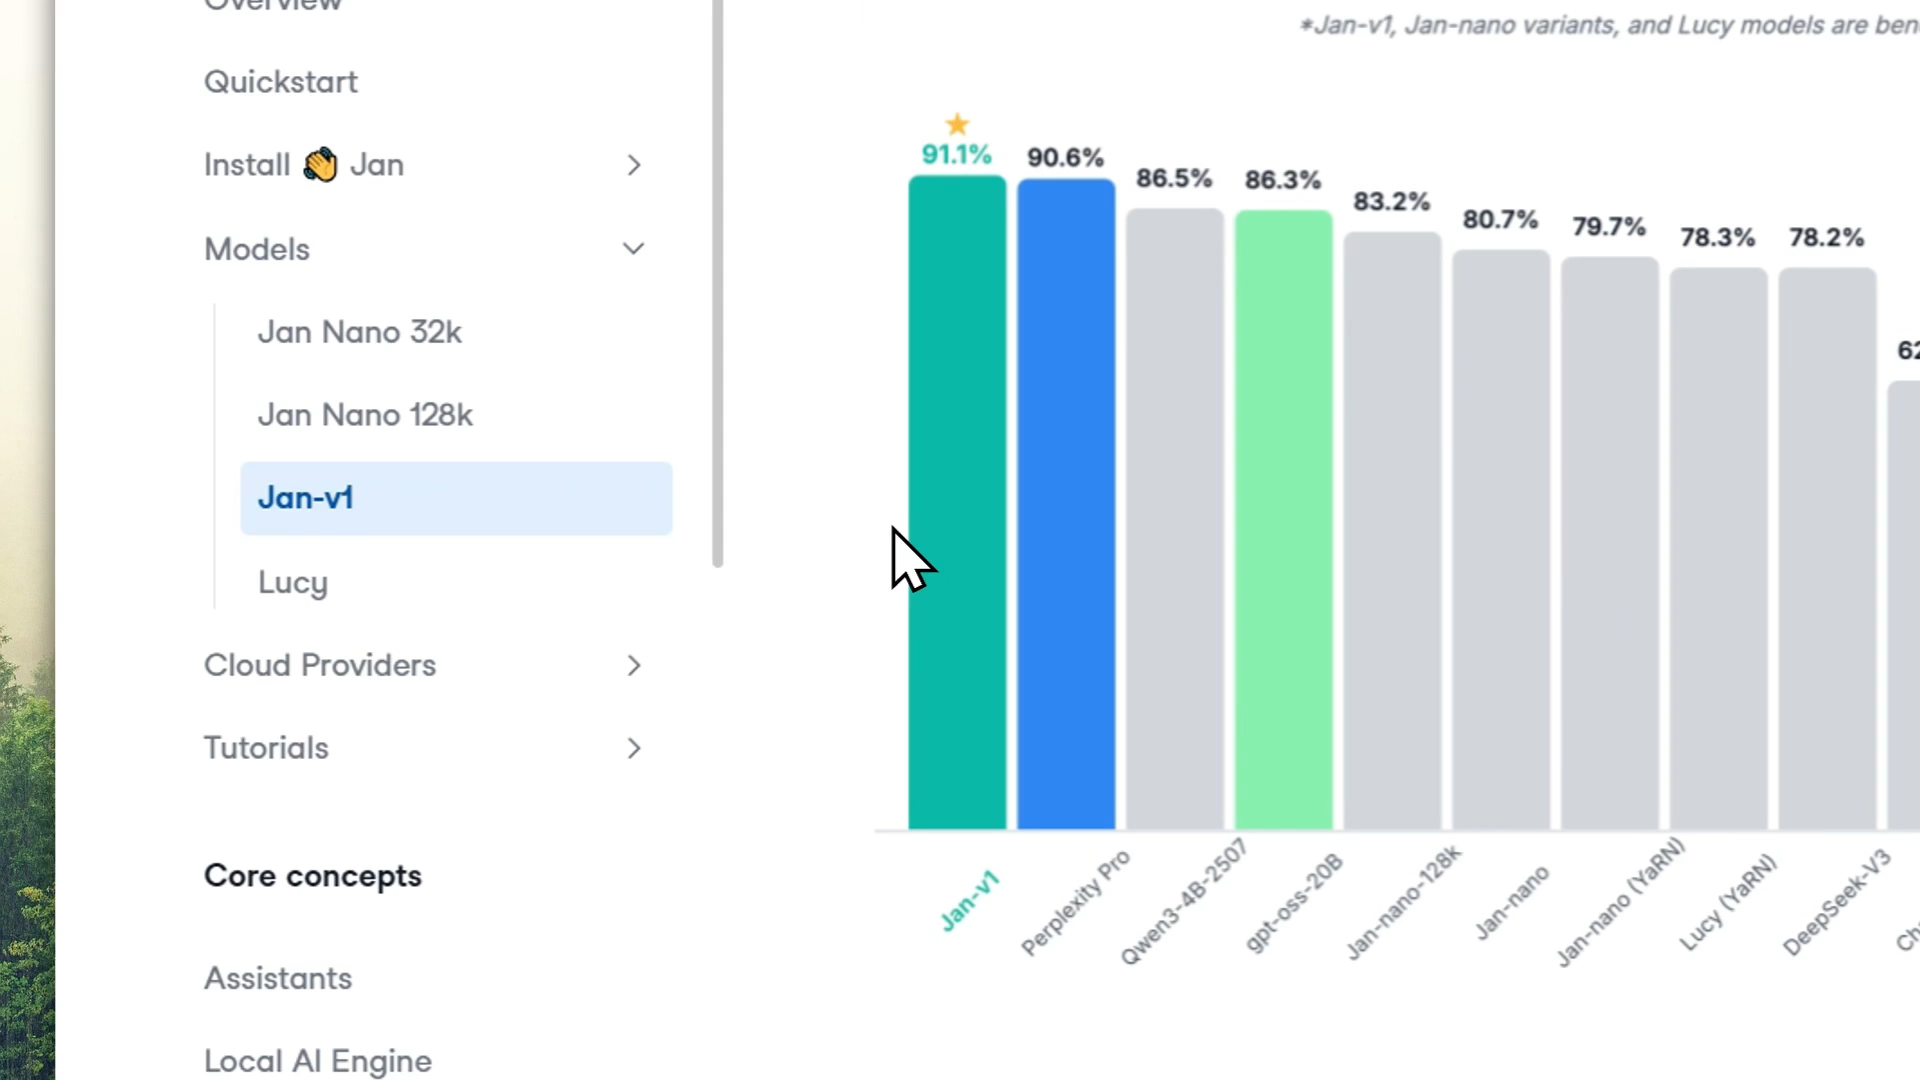 Overview
Quickstart
Install 👋 Jan
Models
Jan Nano 32k
Jan Nano 128k
Jan-v1
Lucy
Cloud Providers
Tutorials
Core concepts
Assistants
Local AI Engine
*Jan-v1, Jan-nano variants, and Lucy models are ben
91.1%
90.6%
86.5%
86.3%
83.2%
80.7%
79.7%
78.3%
78.2%
62
Jan-v1
Perplexity Pro
Qwen3-4B-2507
gpt-oss-20B
Jan-nano-128k
Jan-nano
Jan-nano (YaRN)
Lucy (YaRN)
DeepSeek-V3
Ch